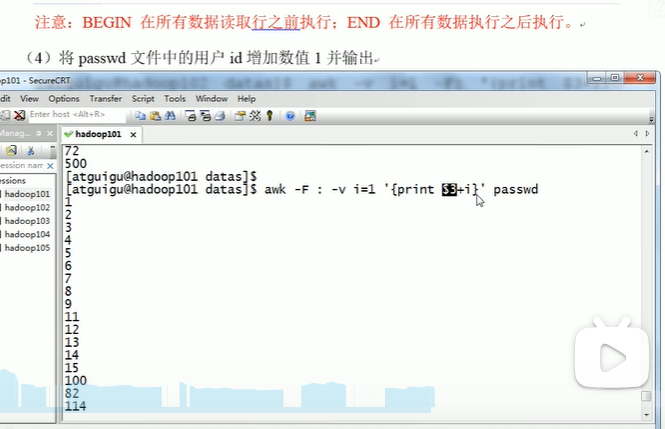 注意：BEGIN 在所有数据读取行之前执行；END 在所有数据执行之后执行。
（4）将 passwd 文件中的用户 id 增加数值 1 并输出
op101 - SecureCRT
dit View Options Transfer Script Tools Window Help
Enter host <Alt+R>
Mana...
hadoop101
ession nam
essions
hadoop101
hadoop102
hadoop103
hadoop104
hadoop105
72
500
[atguigu@hadoop101 datas]$
[atguigu@hadoop101 datas]$ awk -F : -v i=1 '{print $3+i}' passwd
1
2
3
4
5
6
7
8
9
11
12
13
14
15
100
82
114